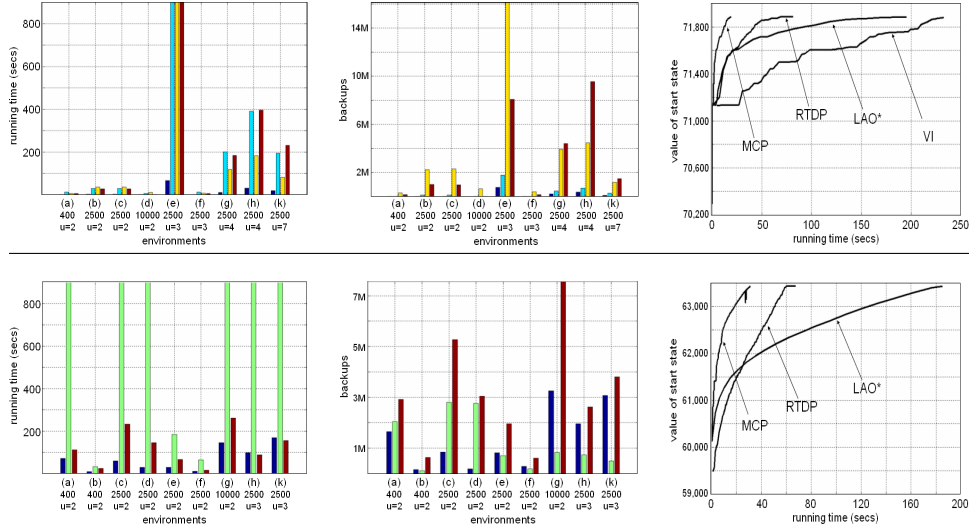 running time (secs)
800
600
400
200
(a) (b) (c) (d) (e) (f) (g) (h) (k)
400 2500 2500 10000 2500 2500 2500 2500 2500
u=2 u=2 u=2 u=2 u=3 u=3 u=4 u=4 u=7
environments
backups
14M
10M
6M
2M
(a) (b) (c) (d) (e) (f) (g) (h) (k)
400 2500 2500 10000 2500 2500 2500 2500 2500
u=2 u=2 u=2 u=2 u=3 u=3 u=4 u=4 u=7
environments
value of start state
71,800
71,400
71,000
70,600
70,200
MCP
RTDP
LAO*
VI
0 50 100 150 200 250
running time (secs)
running time (secs)
800
600
400
200
(a) (b) (c) (d) (e) (f) (g) (h) (k)
400 400 2500 2500 2500 2500 10000 2500 2500
u=2 u=2 u=2 u=2 u=2 u=2 u=2 u=3 u=3
environments
backups
7M
5M
3M
1M
(a) (b) (c) (d) (e) (f) (g) (h) (k)
400 400 2500 2500 2500 2500 10000 2500 2500
u=2 u=2 u=2 u=2 u=2 u=2 u=2 u=3 u=3
environments
value of start state
63,000
62,000
61,000
60,000
59,000
MCP
RTDP
LAO*
0 40 80 120 160 200
running time (secs)